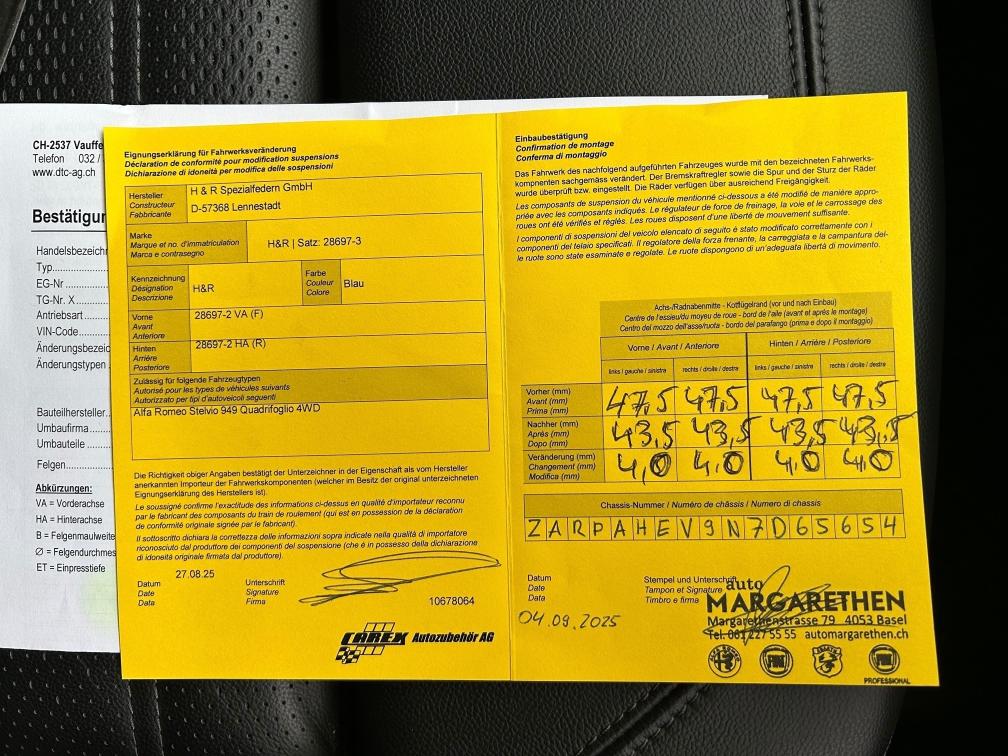 CH-2537 Vauffe
Telefon 032 /
www.dtc-ag.ch
Bestätigun
Handelsbezeichn
Typ
EG-Nr
TG-Nr. X
Antriebsart
VIN-Code
Änderungsbezeic
Änderungstypen
Bauteilhersteller
Umbaufirma
Umbauteile
Felgen
Abkürzungen:
VA = Vorderachse
HA = Hinterachse
B = Felgenmaulweite
Ø = Felgendurchmes
ET = Einpresstiefe
Eignungserklärung für Fahrwerksveränderung
Déclaration de conformité pour modification suspensions
Dichiarazione di idoneità per modifica delle sospensioni
Hersteller
Constructeur
Fabbricante
H & R Spezialfedern GmbH
D-57368 Lennestadt
Marke
Marque et no. d'immatriculation
Marca e contrasegno
H&R | Satz: 28697-3
Kennzeichnung
Désignation
Descrizione
H&R
Farbe
Couleur
Colore
Blau
Vorne
Avant
Anteriore
28697-2 VA (F)
Hinten
Arrière
Posteriore
28697-2 HA (R)
Zulässig für folgende Fahrzeugtypen
Autorisé pour les types de véhicules suivants
Autorizzato per tipi d'autoveicoli seguenti
Alfa Romeo Stelvio 949 Quadrifoglio 4WD
Die Richtigkeit obiger Angaben bestätigt der Unterzeichner in der Eigenschaft als vom Hersteller
anerkannten Importeur der Fahrwerkskomponenten (welcher im Besitz der original unterzeichneten
Eignungserklärung des Herstellers ist).
Le soussigné confirme l'exactitude des informations ci-dessus en qualité d'importateur reconnu
par le fabricant des composants du train de roulement (qui est en possession de la déclaration
de conformité originale signée par le fabricant).
Il sottoscritto dichiara la correttezza delle informazioni sopra indicate nella qualità di importatore
riconosciuto dal produttore dei componenti del sospensione (che è in possesso della dichiarazione
di idoneità originale firmata dal produttore).
Datum
Date
Data
27.08.25
Unterschrift
Signature
Firma
10678064
CAREX Autozubehör AG
Einbaubestätigung
Confirmation de montage
Conferma di montaggio
Das Fahrwerk des nachfolgend aufgeführten Fahrzeuges wurde mit den bezeichneten Fahrwerks-
kompnenten sachgemäss verändert. Der Bremskraftregler sowie die Spur und der Sturz der Räder
wurde überprüft bzw. eingestellt. Die Räder verfügen über ausreichend Freigängigkeit.
Les composants de suspension du véhicule mentionné ci-dessous a été modifié de manière appro-
priée avec les composants indiqués. Le régulateur de force de freinage, la voie et le carrossage des
roues ont été vérifiés et réglés. Les roues disposent d'une liberté de mouvement suffisante.
I componenti di suspensioni del veicolo elencato di seguito è stato modificato correttamente con i
componenti del telaio specificati. Il regolatore della forza frenante, la carreggiata e la campantura del-
le ruote sono state esaminate e regolate. Le ruote dispongono di un'adeguata libertà di movimento.
Achs-/Radnabenmitte - Kotflügelrand (vor und nach Einbau)
Centre de l'essieu/du moyeu de roue - bord de l'aile (avant et après le montage)
Centro del mozzo dell'asse/ruota - bordo del parafango (prima e dopo il montaggio)
Vorne / Avant / Anteriore Hinten / Arrière / Posteriore
links / gauche / sinistra rechts / droite / destra links / gauche / sinistra rechts / droite / destra
Vorher (mm)
Avant (mm)
Prima (mm)
47,5 47,5 47,5 47,5
Nachher (mm)
Après (mm)
Dopo (mm)
43,5 43,5 43,5 43,5
Veränderung (mm)
Changement (mm)
Modifica (mm)
4,0 4,0 4,0 4,0
Chassis-Nummer / Numéro de châssis / Numero di chassis
ZARPAHEV9N7D65654
Datum
Date
Data
04.09.2025
Stempel und Unterschrift
Tampon et Signature
Timbro e firma
auto
MARGARETHEN
Margarethenstrasse 79 4053 Basel
Tel. 061 227 55 55 automargarethen.ch
FIAT
FIAT
PROFESSIONAL